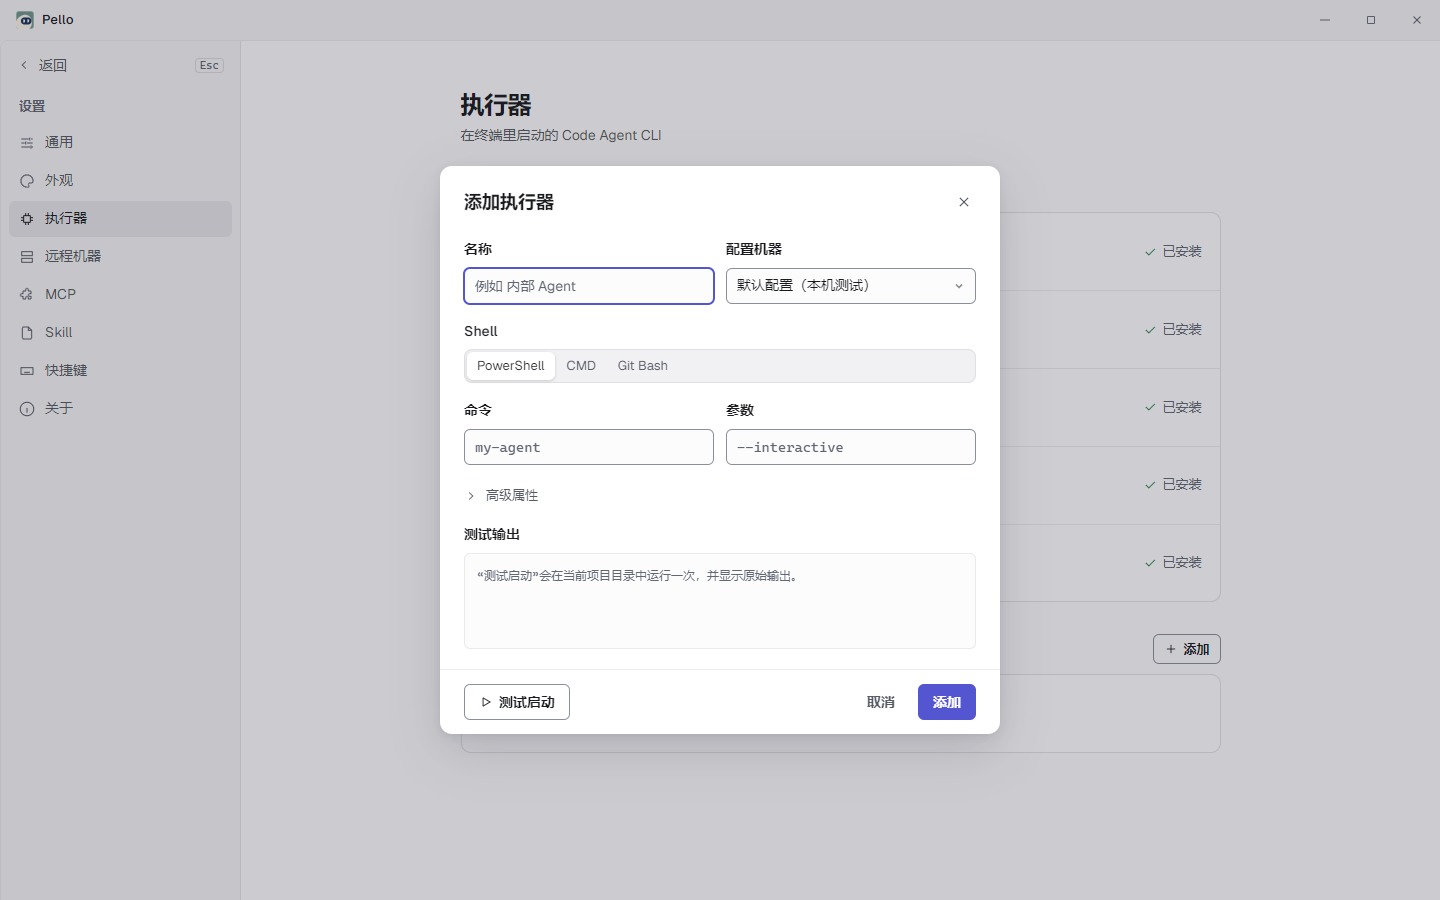 Pello
返回 Esc
设置
通用
外观
执行器
远程机器
MCP
Skill
快捷键
关于
执行器
在终端里启动的 Code Agent CLI
已安装
已安装
已安装
已安装
已安装
添加
添加执行器
名称 配置机器
例如 内部 Agent 默认配置（本机测试）
Shell
PowerShell CMD Git Bash
命令 参数
my-agent --interactive
高级属性
测试输出
“测试启动”会在当前项目目录中运行一次，并显示原始输出。
测试启动 取消 添加